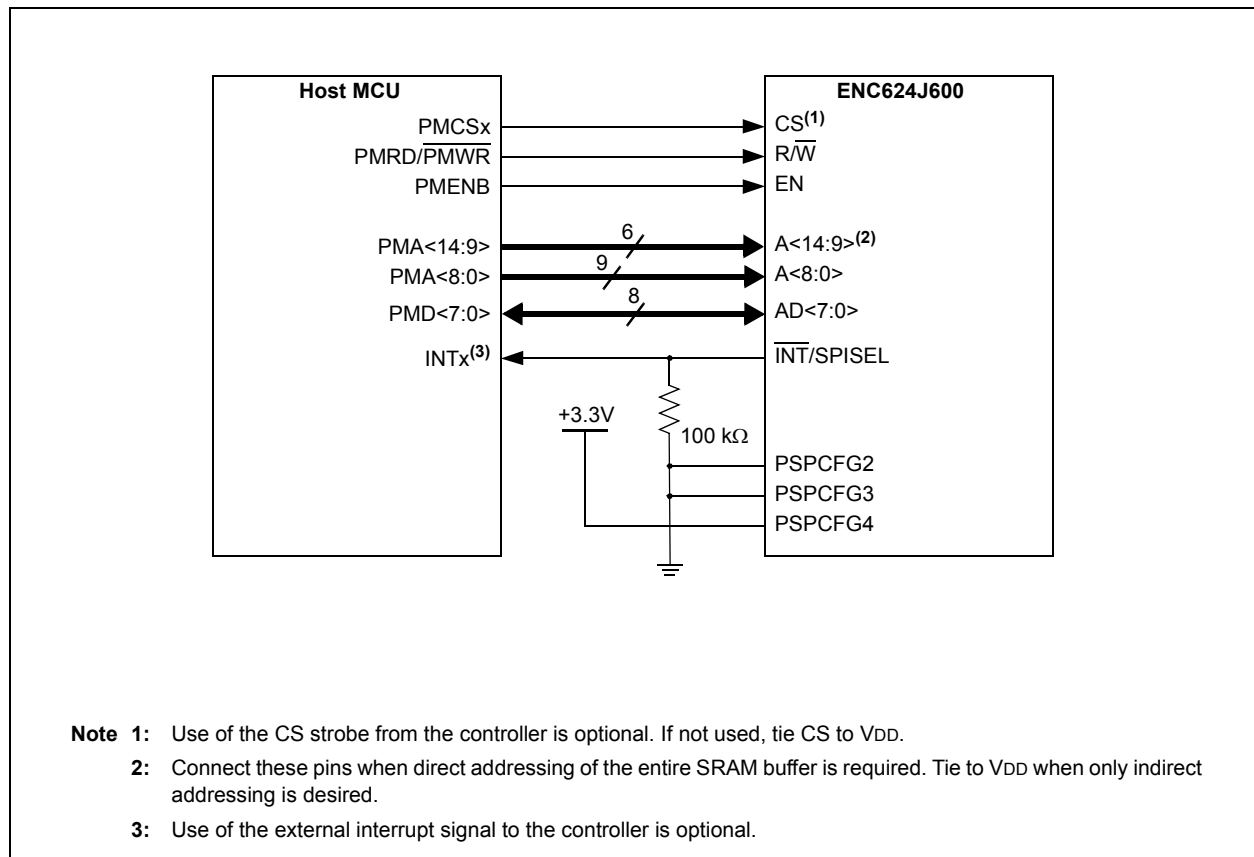 Host MCU
ENC624J600
PMCSx
CS(1)
PMRD/P̅M̅W̅R̅
R/W̅
PMENB
EN
PMA<14:9>
6
A<14:9>(2)
PMA<8:0>
9
A<8:0>
PMD<7:0>
8
AD<7:0>
INTx(3)
I̅N̅T̅/SPISEL
+3.3V
100 kΩ
PSPCFG2
PSPCFG3
PSPCFG4
Note 1: Use of the CS strobe from the controller is optional. If not used, tie CS to VDD.
2: Connect these pins when direct addressing of the entire SRAM buffer is required. Tie to VDD when only indirect
addressing is desired.
3: Use of the external interrupt signal to the controller is optional.